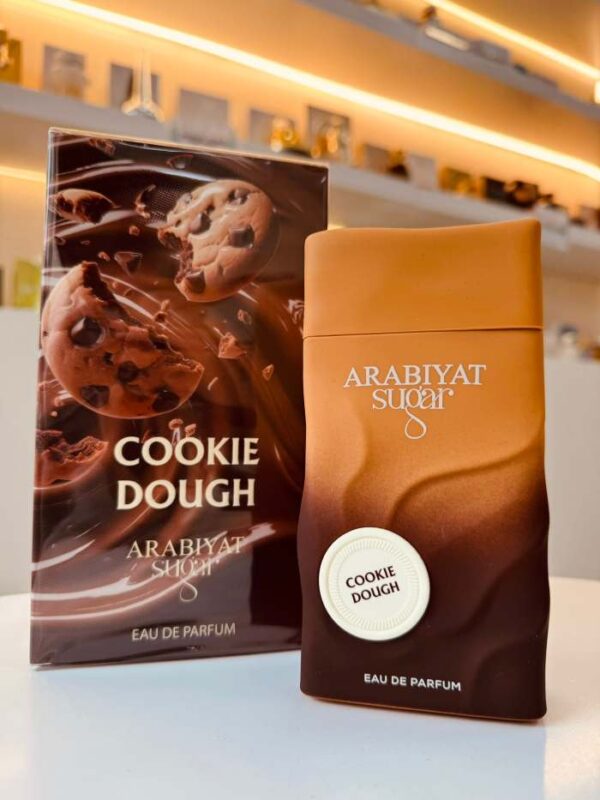 COOKIE
DOUGH
ARABIYAT
sugar
EAU DE PARFUM
ARABIYAT
sugar
COOKIE
DOUGH
EAU DE PARFUM